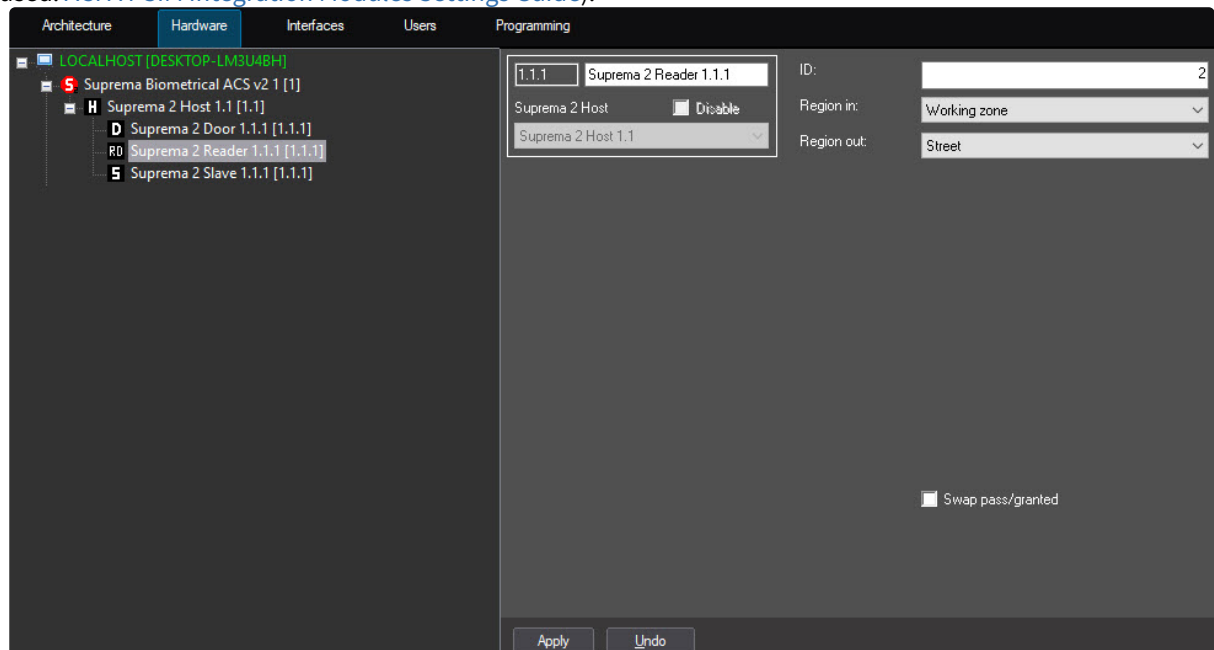 Architecture Hardware Interfaces Users Programming
LOCALHOST [DESKTOP-LM3U4BH]
Suprema Biometrical ACS v2 1 [1]
H Suprema 2 Host 1.1 [1.1]
D Suprema 2 Door 1.1.1 [1.1.1]
RD Suprema 2 Reader 1.1.1 [1.1.1]
S Suprema 2 Slave 1.1.1 [1.1.1]
1.1.1 Suprema 2 Reader 1.1.1
Suprema 2 Host Disable
Suprema 2 Host 1.1
ID: 2
Region in: Working zone
Region out: Street
Swap pass/granted
Apply Undo